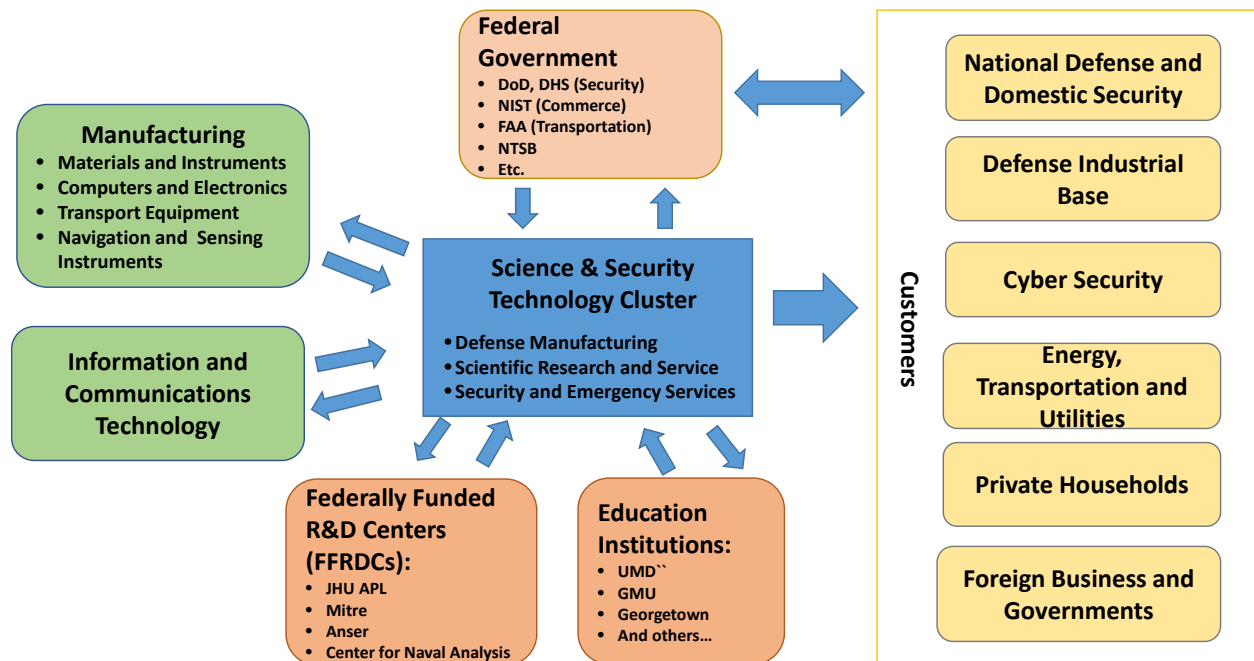 Federal
Government
• DoD, DHS (Security)
• NIST (Commerce)
• FAA (Transportation)
• NTSB
• Etc.
Manufacturing
• Materials and Instruments
• Computers and Electronics
• Transport Equipment
• Navigation and Sensing
Instruments
Information and
Communications
Technology
Science & Security
Technology Cluster
• Defense Manufacturing
• Scientific Research and Service
• Security and Emergency Services
Federally Funded
R&D Centers
(FFRDCs):
• JHU APL
• Mitre
• Anser
• Center for Naval Analysis
Education
Institutions:
• UMD``
• GMU
• Georgetown
• And others…
Customers
National Defense and
Domestic Security
Defense Industrial
Base
Cyber Security
Energy,
Transportation and
Utilities
Private Households
Foreign Business and
Governments